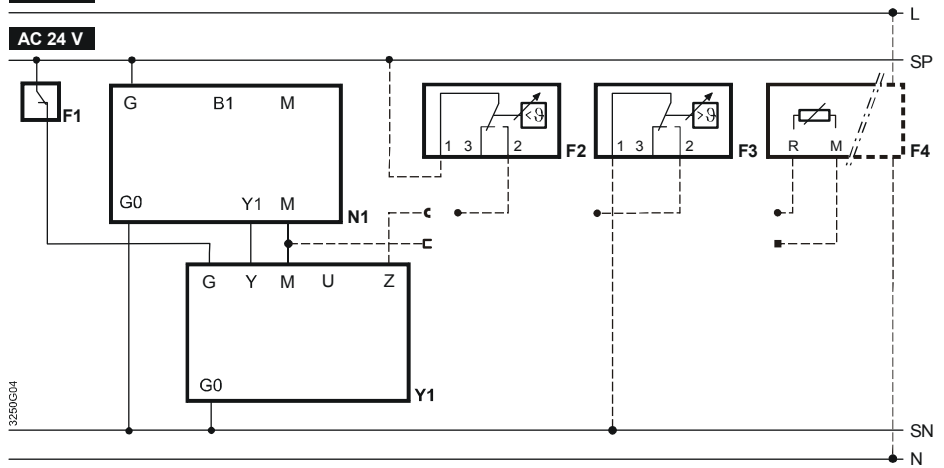 L
AC 24 V
SP
F1
G B1 M
G0 Y1 M
N1
<ϑ
1 3 2
F2
>ϑ
1 3 2
F3
R M
F4
G Y M U Z
G0
Y1
3250G04
SN
N